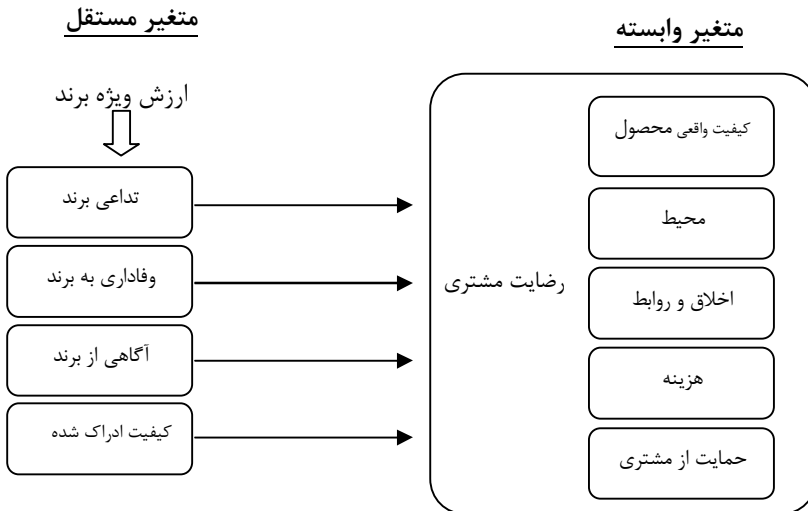 متغیر مستقل
متغیر وابسته
ارزش ویژه برند
تداعی برند
وفاداری به برند
آگاهی از برند
کیفیت ادراک شده
رضایت مشتری
کیفیت واقعی محصول
محیط
اخلاق و روابط
هزینه
حمایت از مشتری